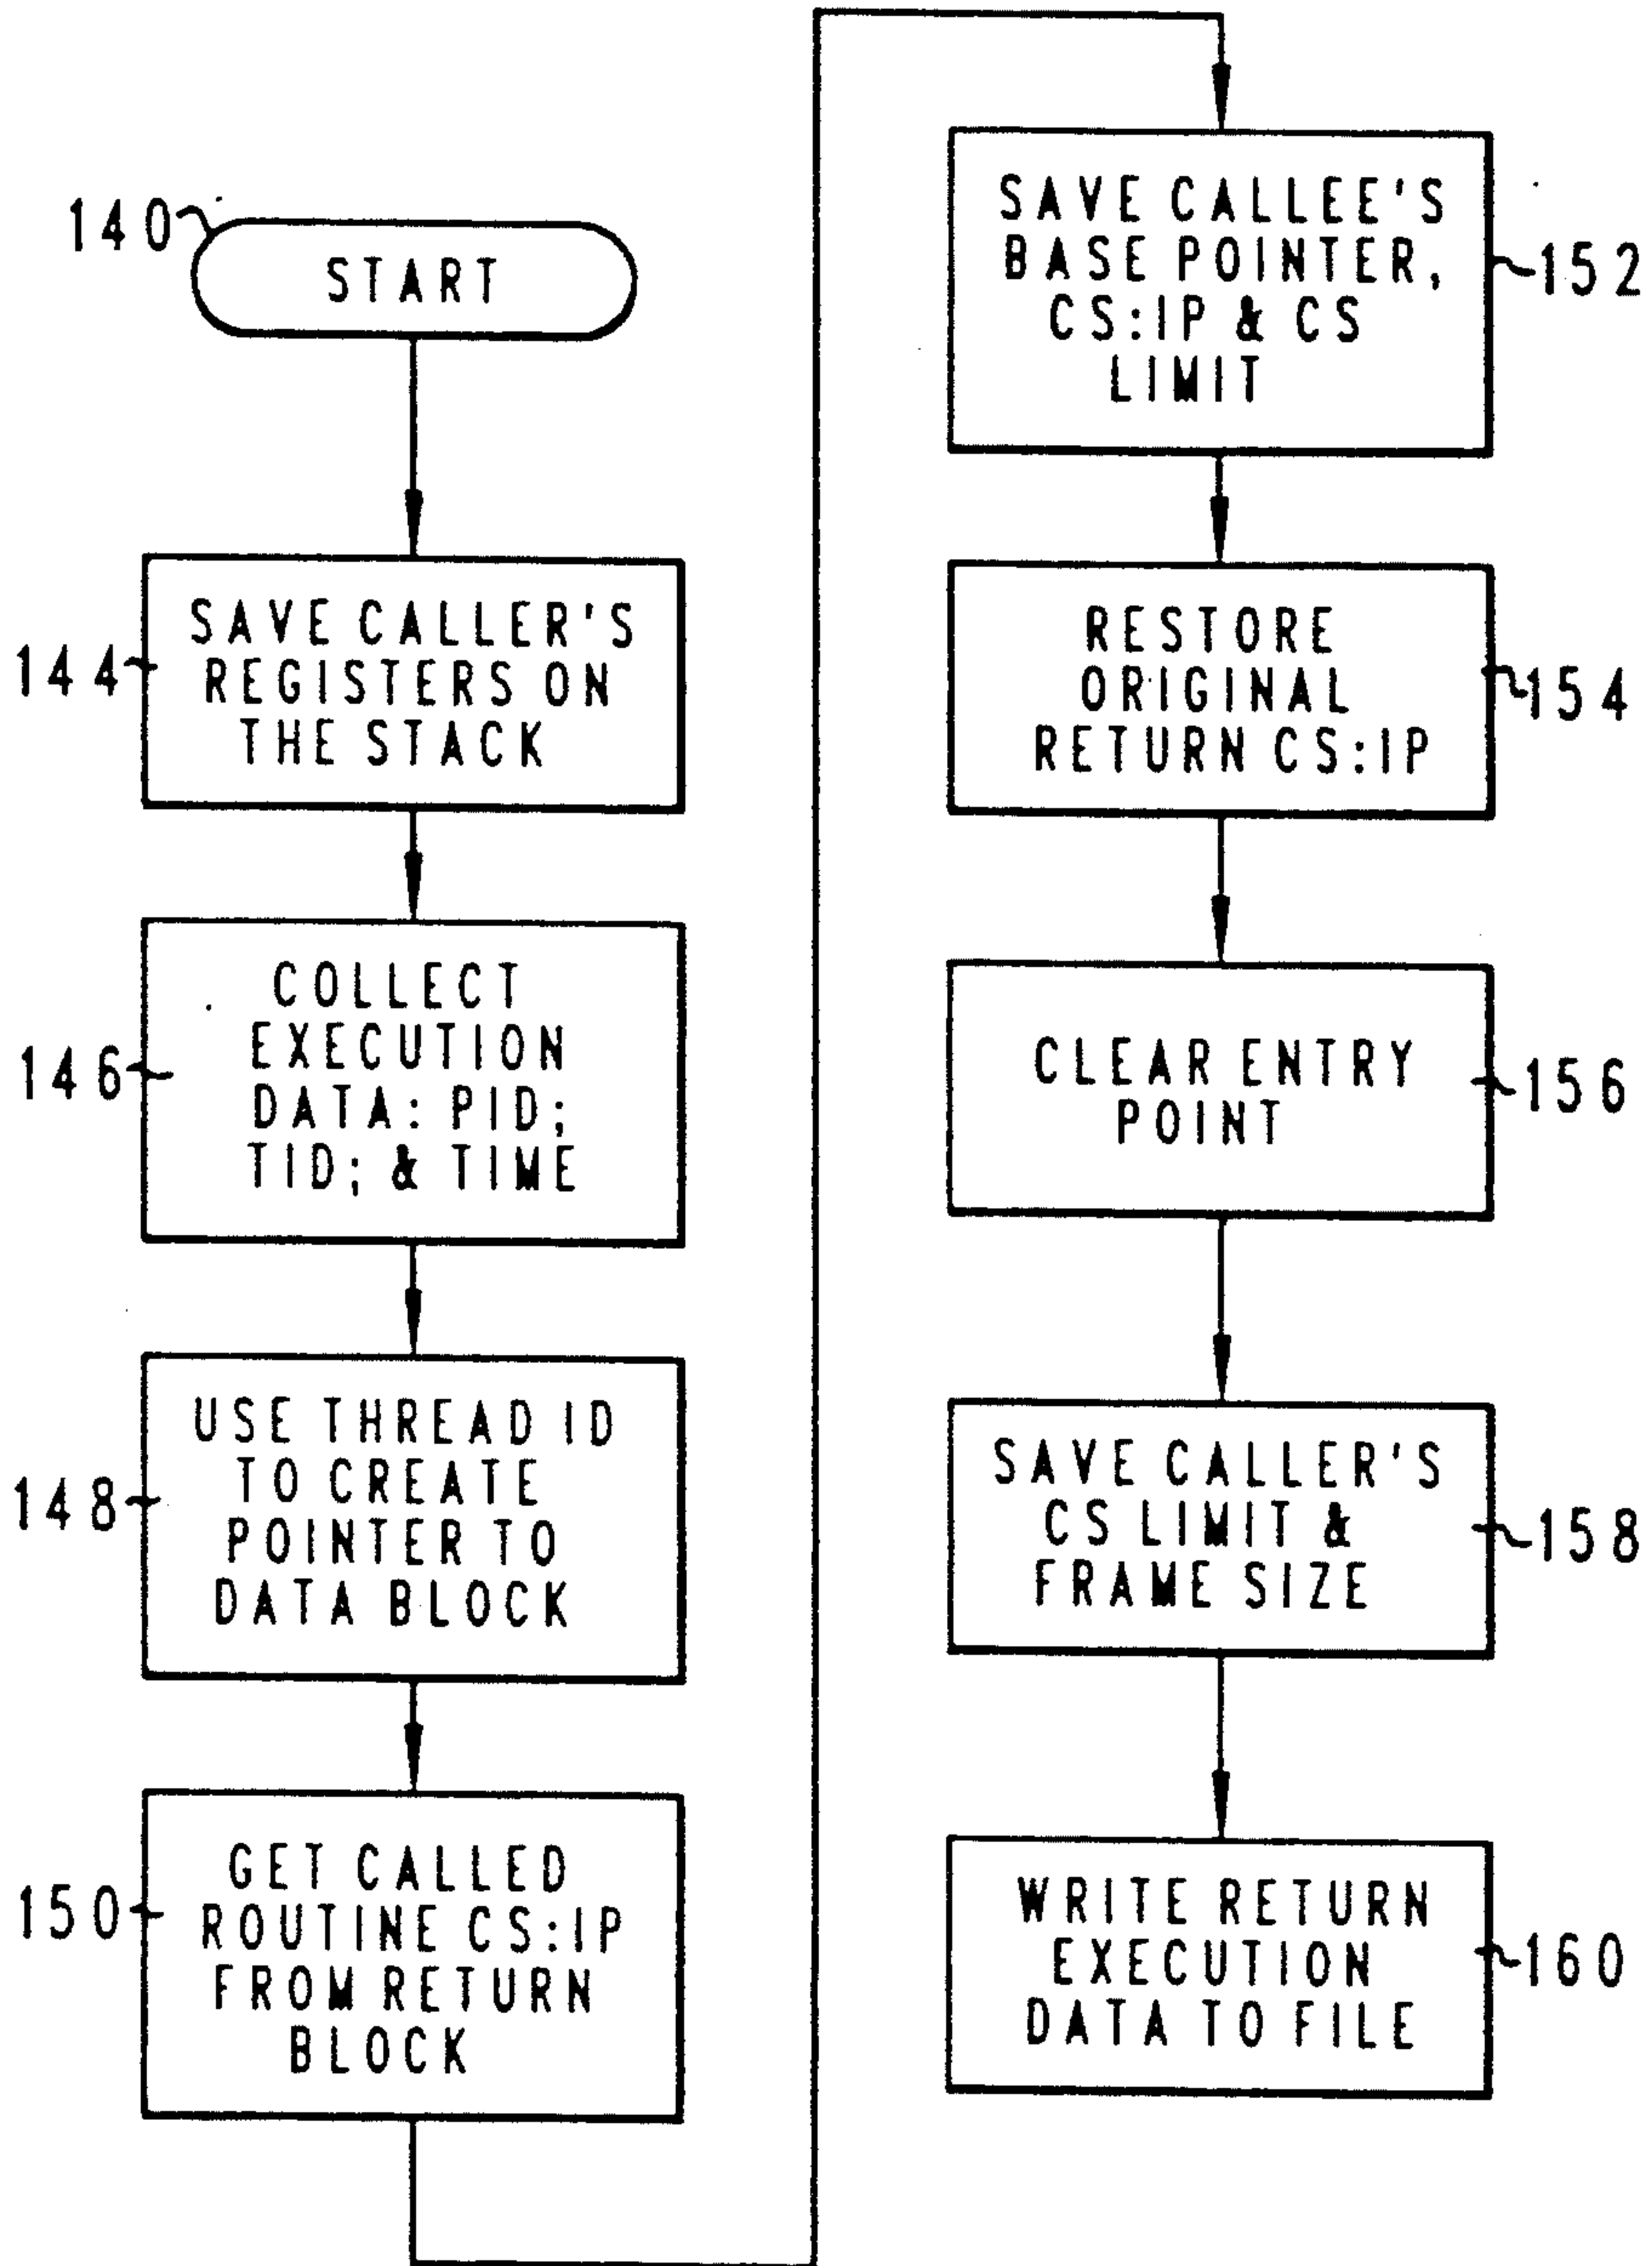 140
START
144
SAVE CALLER'S
REGISTERS ON
THE STACK
146
COLLECT
EXECUTION
DATA: PID;
TID; & TIME
148
USE THREAD ID
TO CREATE
POINTER TO
DATA BLOCK
150
GET CALLED
ROUTINE CS:IP
FROM RETURN
BLOCK
SAVE CALLEE'S
BASE POINTER,
CS:IP & CS
LIMIT
152
RESTORE
ORIGINAL
RETURN CS:IP
154
CLEAR ENTRY
POINT
156
SAVE CALLER'S
CS LIMIT &
FRAME SIZE
158
WRITE RETURN
EXECUTION
DATA TO FILE
160